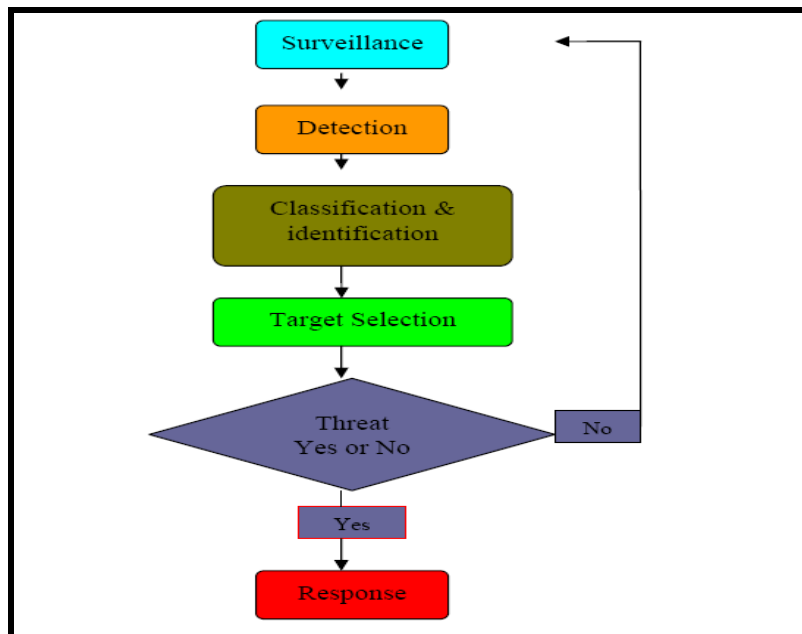 Surveillance
Detection
Classification &
identification
Target Selection
Threat
Yes or No
No
Yes
Response